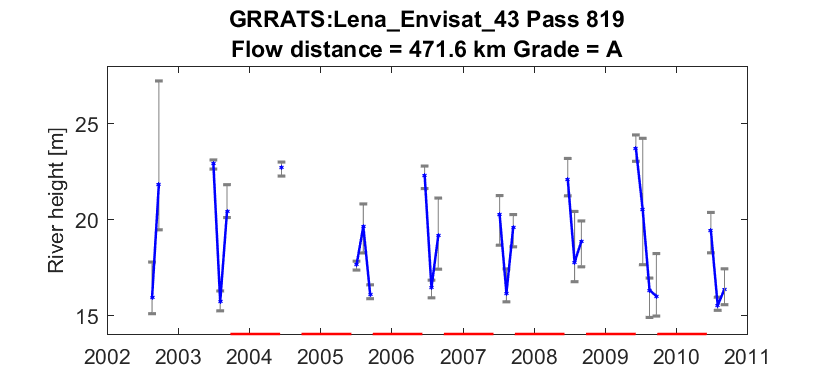 GRRATS:Lena_Envisat_43 Pass 819
Flow distance = 471.6 km Grade = A
River height [m]
25
20
15
2002 2003 2004 2005 2006 2007 2008 2009 2010 2011